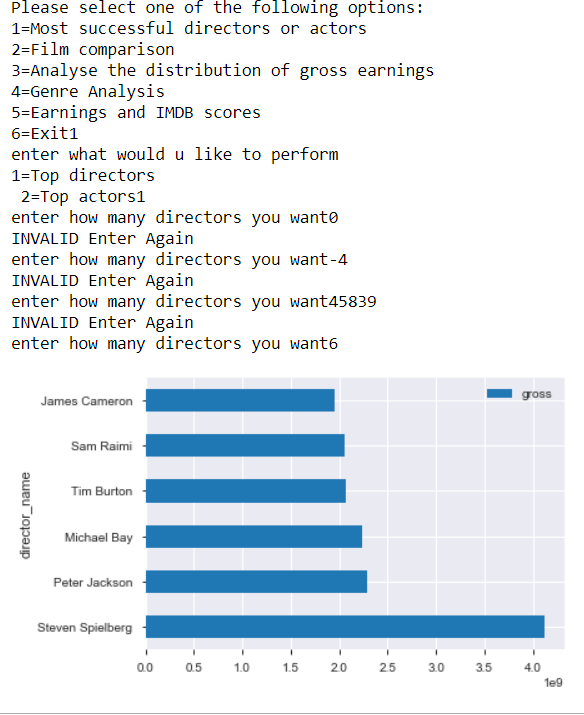 Please select one of the following options:
1=Most successful directors or actors
2=Film comparison
3=Analyse the distribution of gross earnings
4=Genre Analysis
5=Earnings and IMDB scores
6=Exit1
enter what would u like to perform
1=Top directors
 2=Top actors1
enter how many directors you want0
INVALID Enter Again
enter how many directors you want-4
INVALID Enter Again
enter how many directors you want45839
INVALID Enter Again
enter how many directors you want6
gross
James Cameron
Sam Raimi
Tim Burton
Michael Bay
Peter Jackson
Steven Spielberg
director_name
0.0 0.5 1.0 1.5 2.0 2.5 3.0 3.5 4.0
1e9